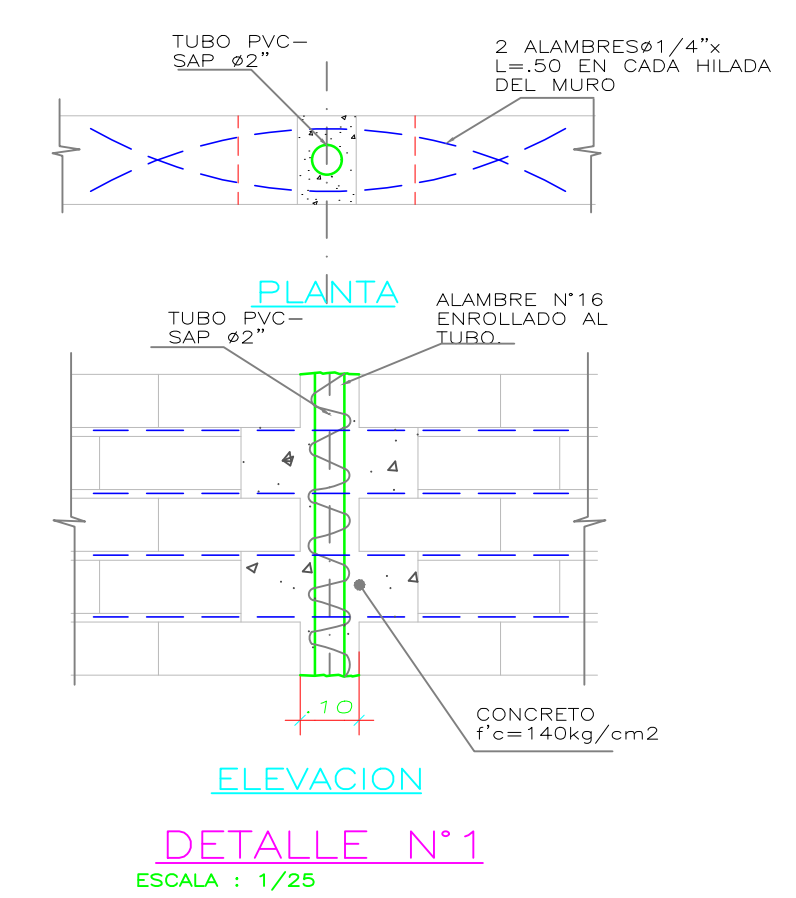 TUBO PVC-
SAP ø2"
2 ALAMBRESø1/4"x
L=.50 EN CADA HILADA
DEL MURO
PLANTA
TUBO PVC-
SAP ø2"
ALAMBRE N°16
ENROLLADO AL
TUBO.
.10
CONCRETO
f'c=140kg/cm2
ELEVACION
DETALLE N°1
ESCALA : 1/25